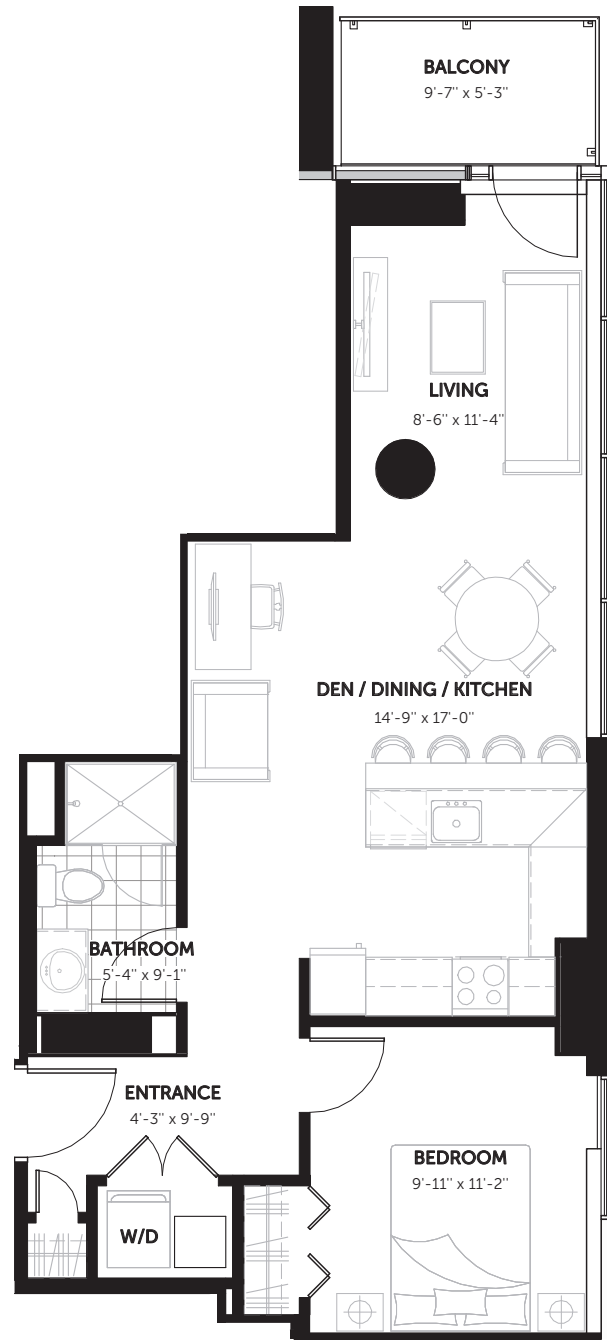 BALCONY
9'-7" x 5'-3"
LIVING
8'-6" x 11'-4"
DEN / DINING / KITCHEN
14'-9" x 17'-0"
BATHROOM
5'-4" x 9'-1"
ENTRANCE
4'-3" x 9'-9"
BEDROOM
9'-11" x 11'-2"
W/D